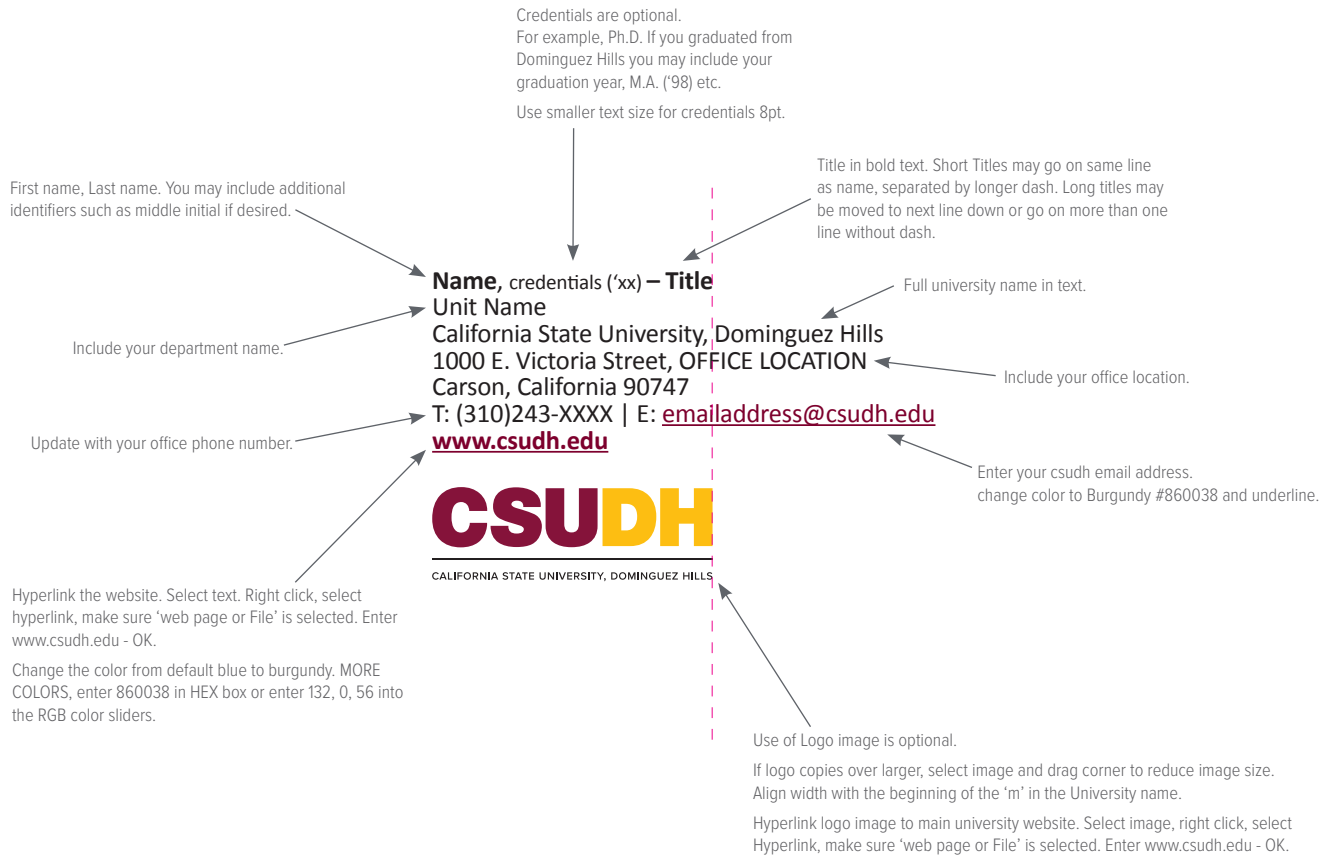 Credentials are optional.
For example, Ph.D. If you graduated from
Dominguez Hills you may include your
graduation year, M.A. (‘98) etc.
Use smaller text size for credentials 8pt.
Title in bold text. Short Titles may go on same line
as name, separated by longer dash. Long titles may
be moved to next line down or go on more than one
line without dash.
First name, Last name. You may include additional
identifiers such as middle initial if desired.
Name, credentials (‘xx) – Title
Unit Name
California State University, Dominguez Hills
1000 E. Victoria Street, OFFICE LOCATION
Carson, California 90747
T: (310)243-XXXX | E: emailaddress@csudh.edu
www.csudh.edu
Full university name in text.
Include your department name.
Include your office location.
Update with your office phone number.
Enter your csudh email address.
change color to Burgundy #860038 and underline.
CSUDH
CALIFORNIA STATE UNIVERSITY, DOMINGUEZ HILLS
Hyperlink the website. Select text. Right click, select
hyperlink, make sure ‘web page or File’ is selected. Enter
www.csudh.edu - OK.
Change the color from default blue to burgundy. MORE
COLORS, enter 860038 in HEX box or enter 132, 0, 56 into
the RGB color sliders.
Use of Logo image is optional.
If logo copies over larger, select image and drag corner to reduce image size.
Align width with the beginning of the ‘m’ in the University name.
Hyperlink logo image to main university website. Select image, right click, select
Hyperlink, make sure ‘web page or File’ is selected. Enter www.csudh.edu - OK.